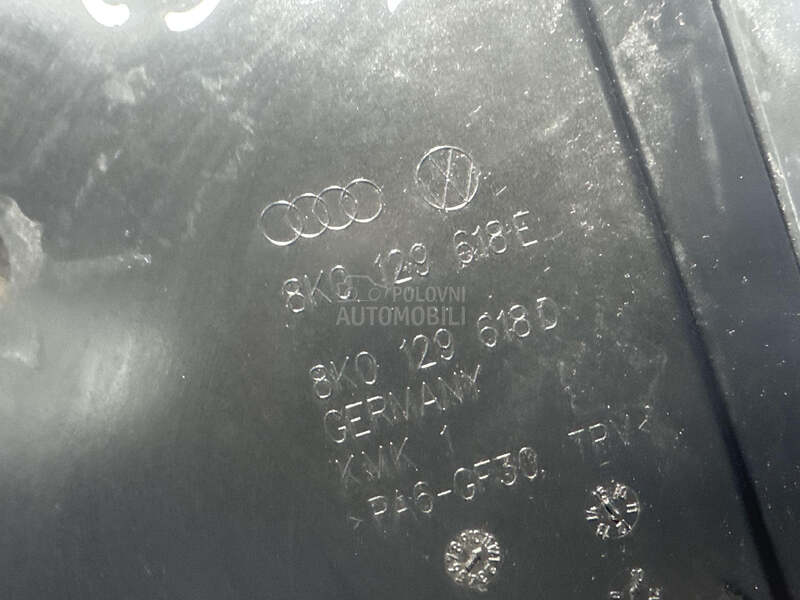 8K0 129 618 E
POLOVNI
AUTOMOBILI
8K0 129 618 D
GERMANY
KMK 1
>PA6-GF30, TPV<